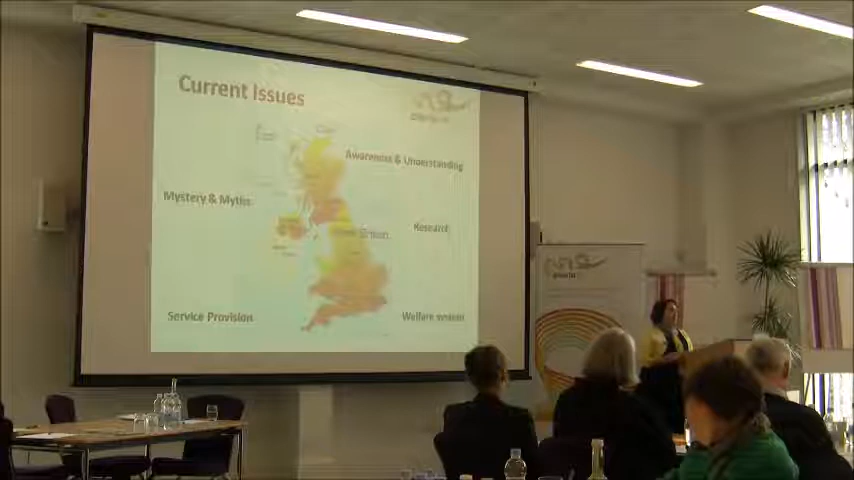 Current Issues
Awareness & Understanding
Mystery & Myths
Research
Service Provision
Welfare system